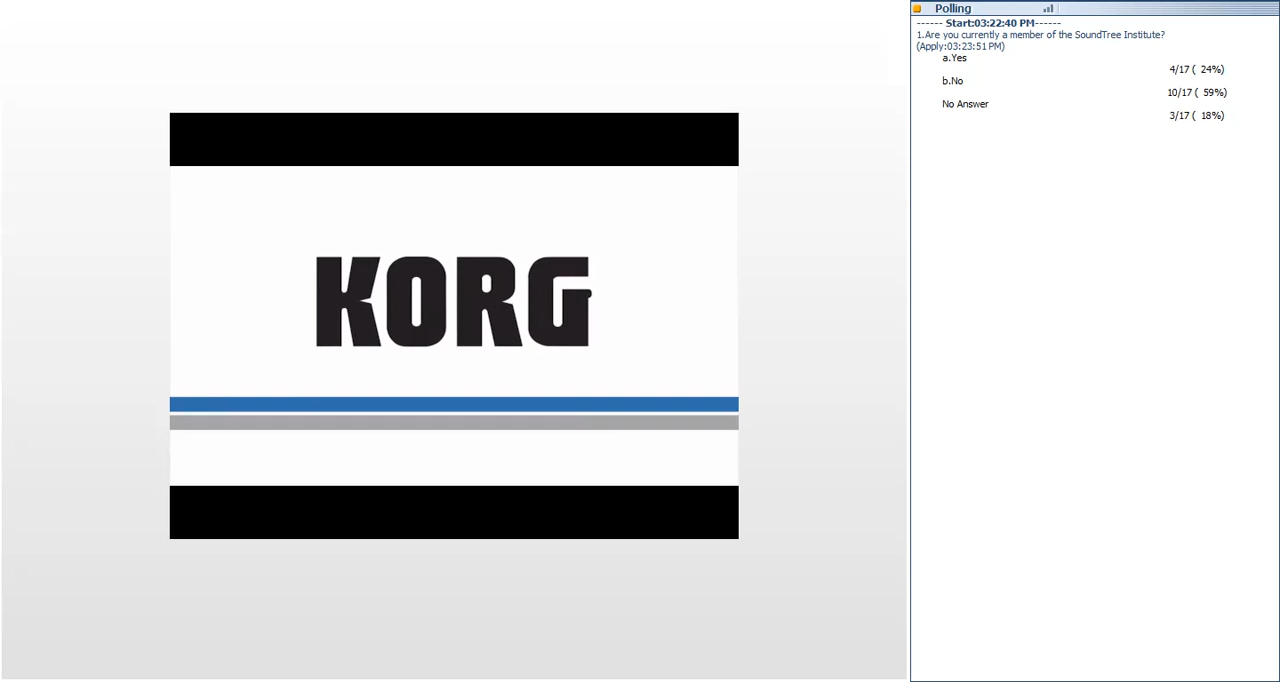 KORG
Polling
------ Start:03:22:40 PM------
1.Are you currently a member of the SoundTree Institute?
(Apply:03:23:51 PM)
a.Yes
4/17 ( 24%)
b.No
10/17 ( 59%)
No Answer
3/17 ( 18%)